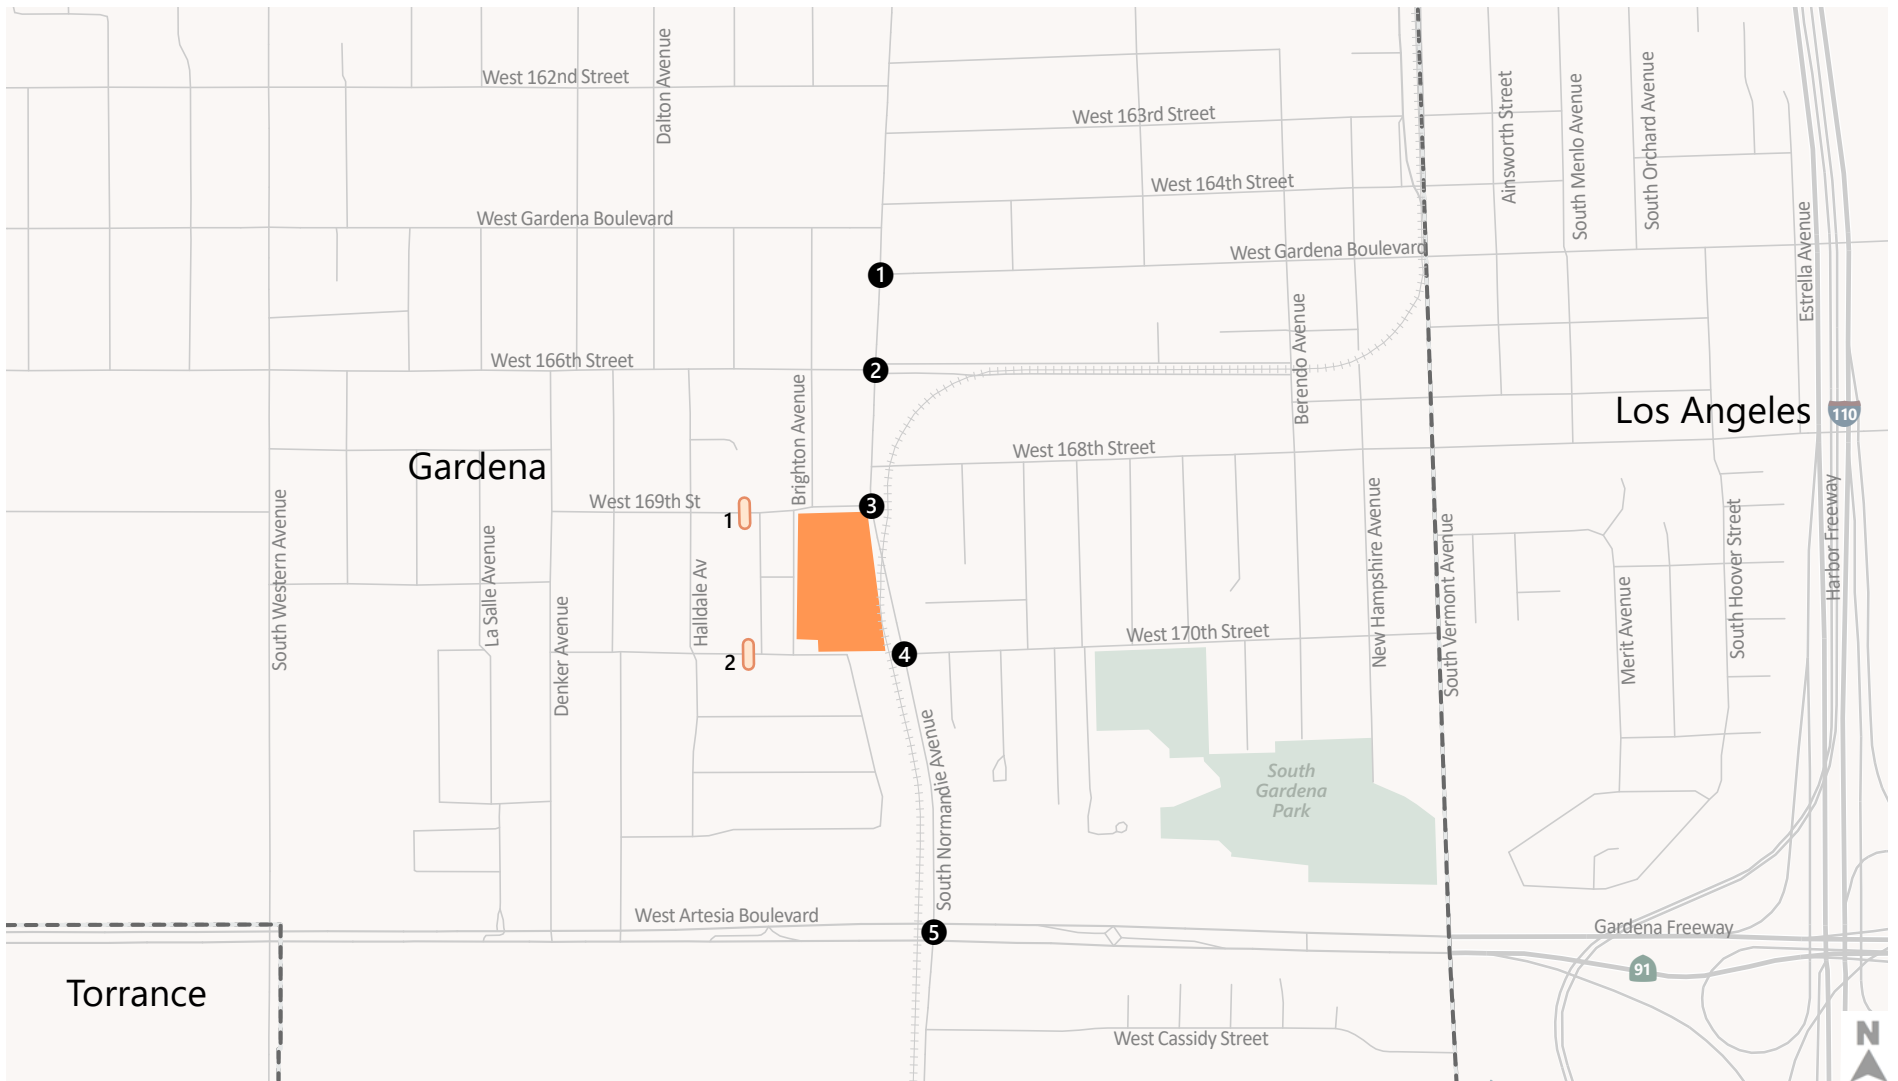 West 162nd Street
Dalton Avenue
West 163rd Street
Ainsworth Street
South Menlo Avenue
South Orchard Avenue
West 164th Street
West Gardena Boulevard
West Gardena Boulevard
Estrella Avenue
1
Berendo Avenue
West 166th Street
2
Brighton Avenue
Los Angeles
110
Gardena
West 168th Street
West 169th St
1
3
South Western Avenue
La Salle Avenue
Halldale Av
Denker Avenue
New Hampshire Avenue
South Vermont Avenue
Merit Avenue
South Hoover Street
Harbor Freeway
2
4
West 170th Street
South Normandie Avenue
South
Gardena
Park
West Artesia Boulevard
5
Gardena Freeway
91
Torrance
West Cassidy Street
N